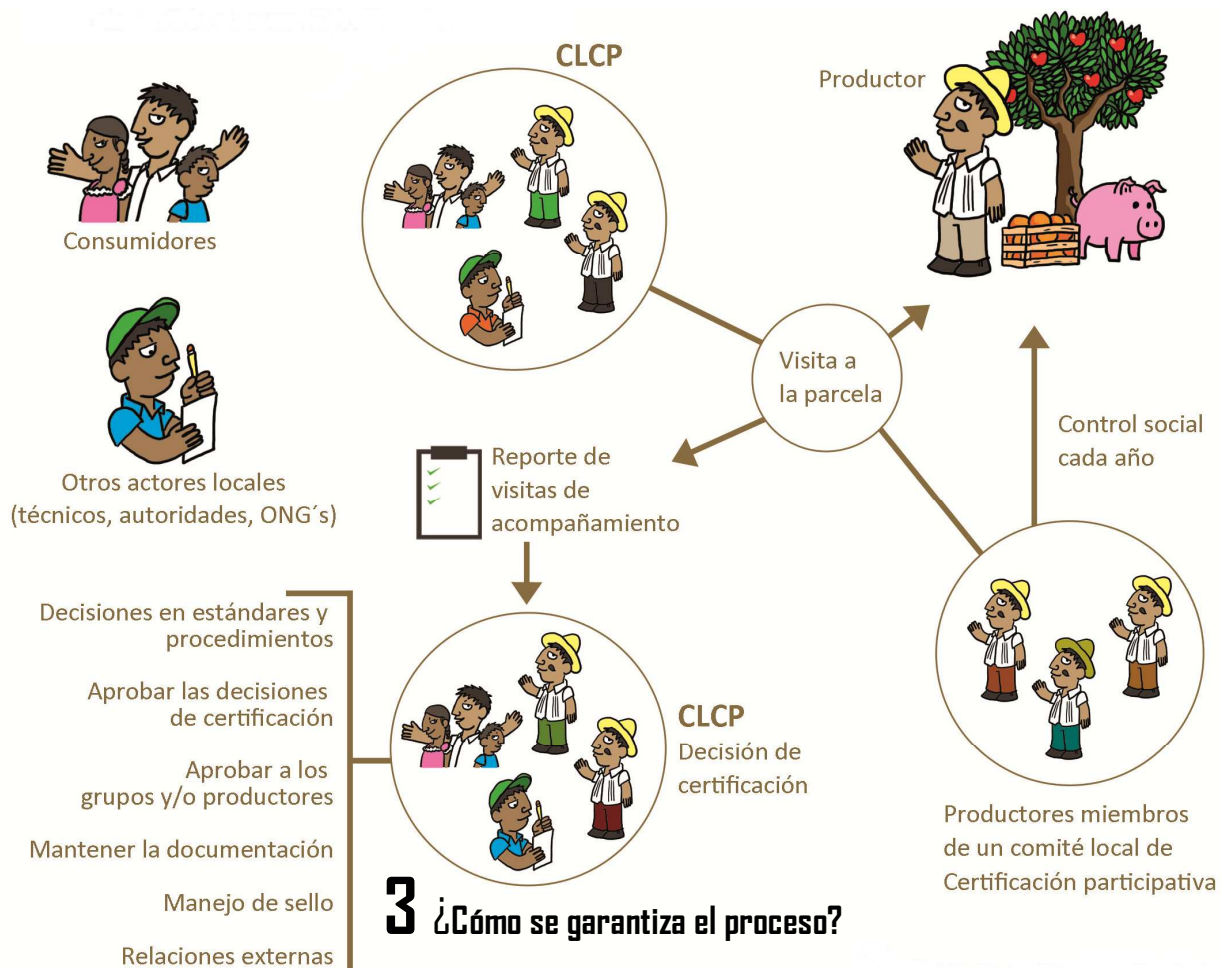 CLCP
Productor
Consumidores
Visita a
la parcela
Control social
cada año
Otros actores locales
(técnicos, autoridades, ONG´s)
Reporte de
visitas de
acompañamiento
Decisiones en estándares y
procedimientos
Aprobar las decisiones
de certificación
Aprobar a los
grupos y/o productores
Mantener la documentación
Manejo de sello
Relaciones externas
CLCP
Decisión de
certificación
Productores miembros
de un comité local de
Certificación participativa
3 ¿Cómo se garantiza el proceso?